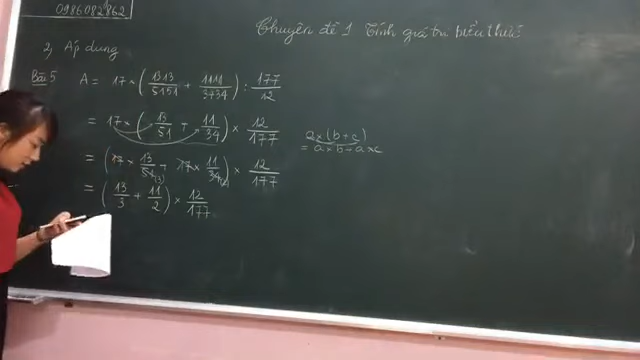 0986082862
Chuyên đề 1 Tính giá trị biểu thức
2, Áp dụng
Bài 5 A = 17 × ( 1313/5151 + 1111/3434 ) : 177/12
= 17 × ( 13/51 + 11/34 ) × 12/177
a × (b + c)
= a × b + a × c
= ( 17 × 13/51 (3) + 17 × 11/34 (2) ) × 12/177
= ( 13/3 + 11/2 ) × 12/177